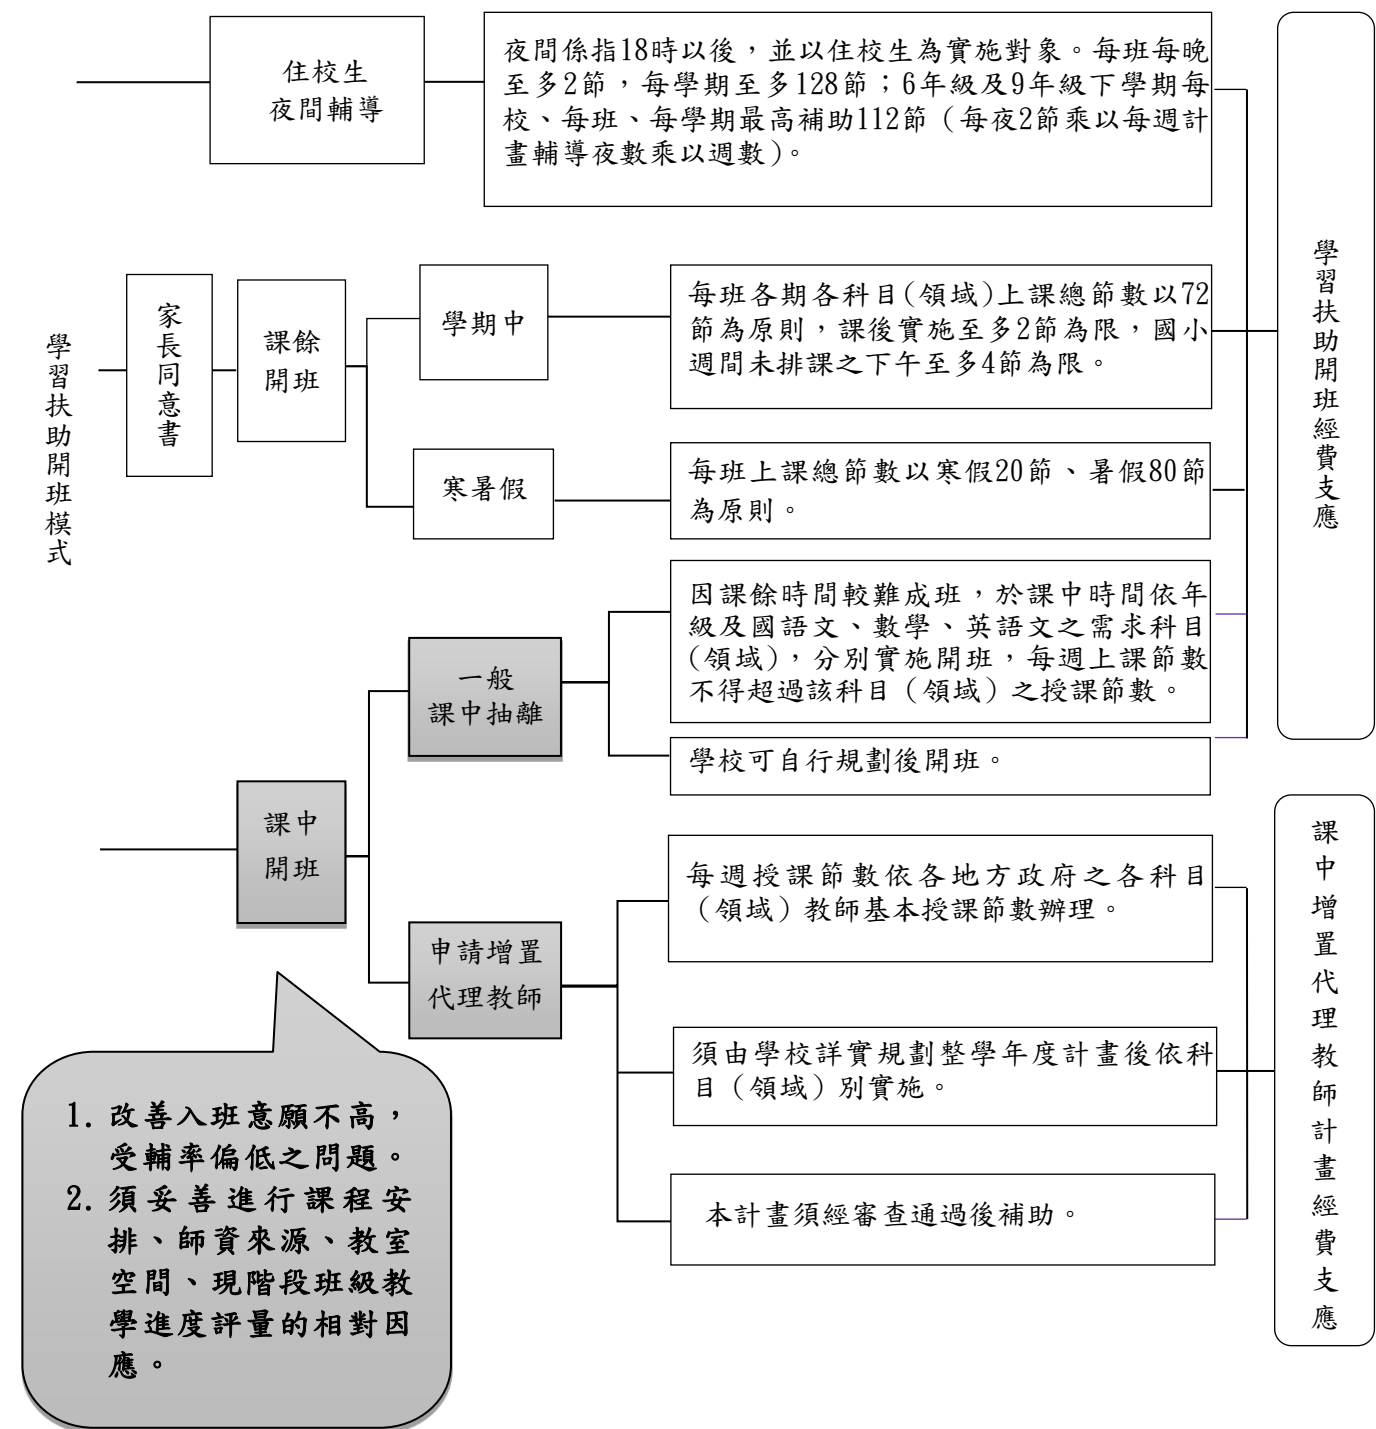 住校生
夜間輔導
夜間係指18時以後，並以住校生為實施對象。每班每晚
至多2節，每學期至多128節；6年級及9年級下學期每
校、每班、每學期最高補助112節（每夜2節乘以每週計
畫輔導夜數乘以週數）。
學習扶助開班模式
家長同意書
課餘
開班
學期中
每班各期各科目(領域)上課總節數以72
節為原則，課後實施至多2節為限，國小
週間未排課之下午至多4節為限。
寒暑假
每班上課總節數以寒假20節、暑假80節
為原則。
學習扶助開班經費支應
課中
開班
一般
課中抽離
因課餘時間較難成班，於課中時間依年
級及國語文、數學、英語文之需求科目
(領域)，分別實施開班，每週上課節數
不得超過該科目（領域）之授課節數。
學校可自行規劃後開班。
申請增置
代理教師
每週授課節數依各地方政府之各科目
（領域）教師基本授課節數辦理。
須由學校詳實規劃整學年度計畫後依科
目（領域）別實施。
本計畫須經審查通過後補助。
課中增置代理教師計畫經費支應
1. 改善入班意願不高，
受輔率偏低之問題。
2. 須妥善進行課程安
排、師資來源、教室
空間、現階段班級教
學進度評量的相對因
應。